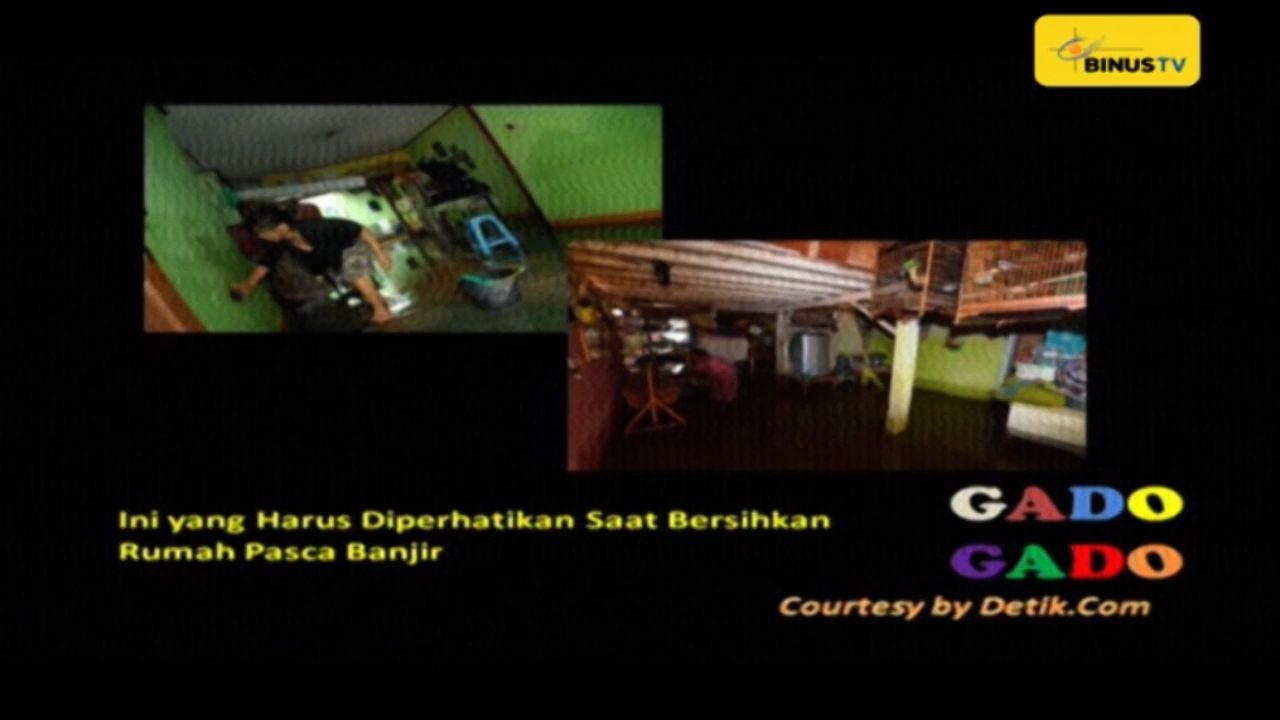 BINUSTV
Ini yang Harus Diperhatikan Saat Bersihkan
Rumah Pasca Banjir
GADO
GADO
Courtesy by Detik.Com